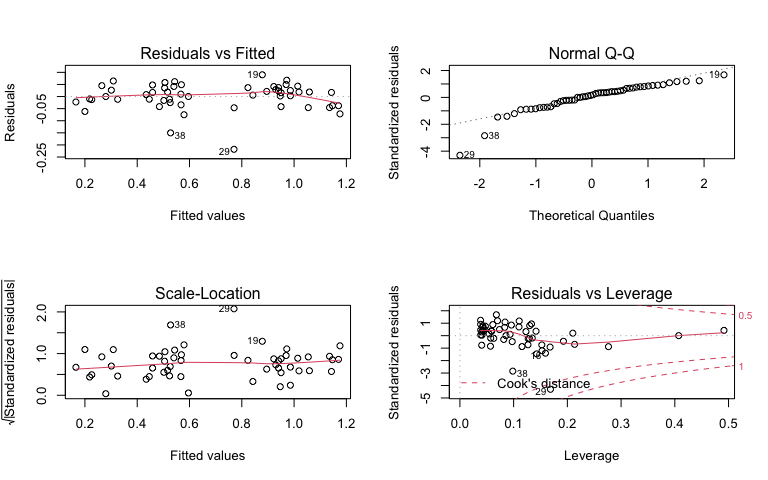 Residuals vs Fitted
Residuals
-0.25
-0.05
19
38
29
0.2 0.4 0.6 0.8 1.0 1.2
Fitted values
Normal Q-Q
Standardized residuals
-4
-2
0
2
19
38
29
-2 -1 0 1 2
Theoretical Quantiles
Scale-Location
√|Standardized residuals|
0.0
1.0
2.0
29
38
19
0.2 0.4 0.6 0.8 1.0 1.2
Fitted values
Residuals vs Leverage
Standardized residuals
-5
-3
-1
1
0.5
1
38
29
Cook's distance
0.0 0.1 0.2 0.3 0.4 0.5
Leverage